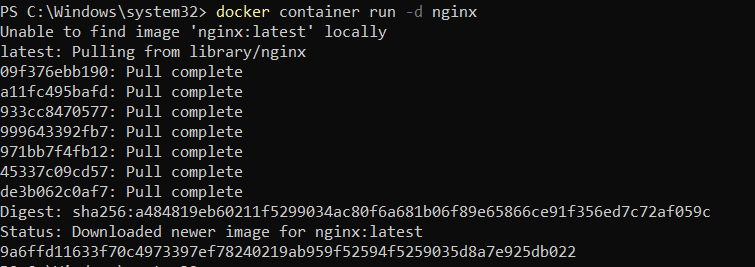 PS C:\Windows\system32> docker container run -d nginx
Unable to find image 'nginx:latest' locally
latest: Pulling from library/nginx
09f376ebb190: Pull complete
a11fc495bafd: Pull complete
933cc8470577: Pull complete
999643392fb7: Pull complete
971bb7f4fb12: Pull complete
45337c09cd57: Pull complete
de3b062c0af7: Pull complete
Digest: sha256:a484819eb60211f5299034ac80f6a681b06f89e65866ce91f356ed7c72af059c
Status: Downloaded newer image for nginx:latest
9a6ffd11633f70c4973397ef78240219ab959f52594f5259035d8a7e925db022